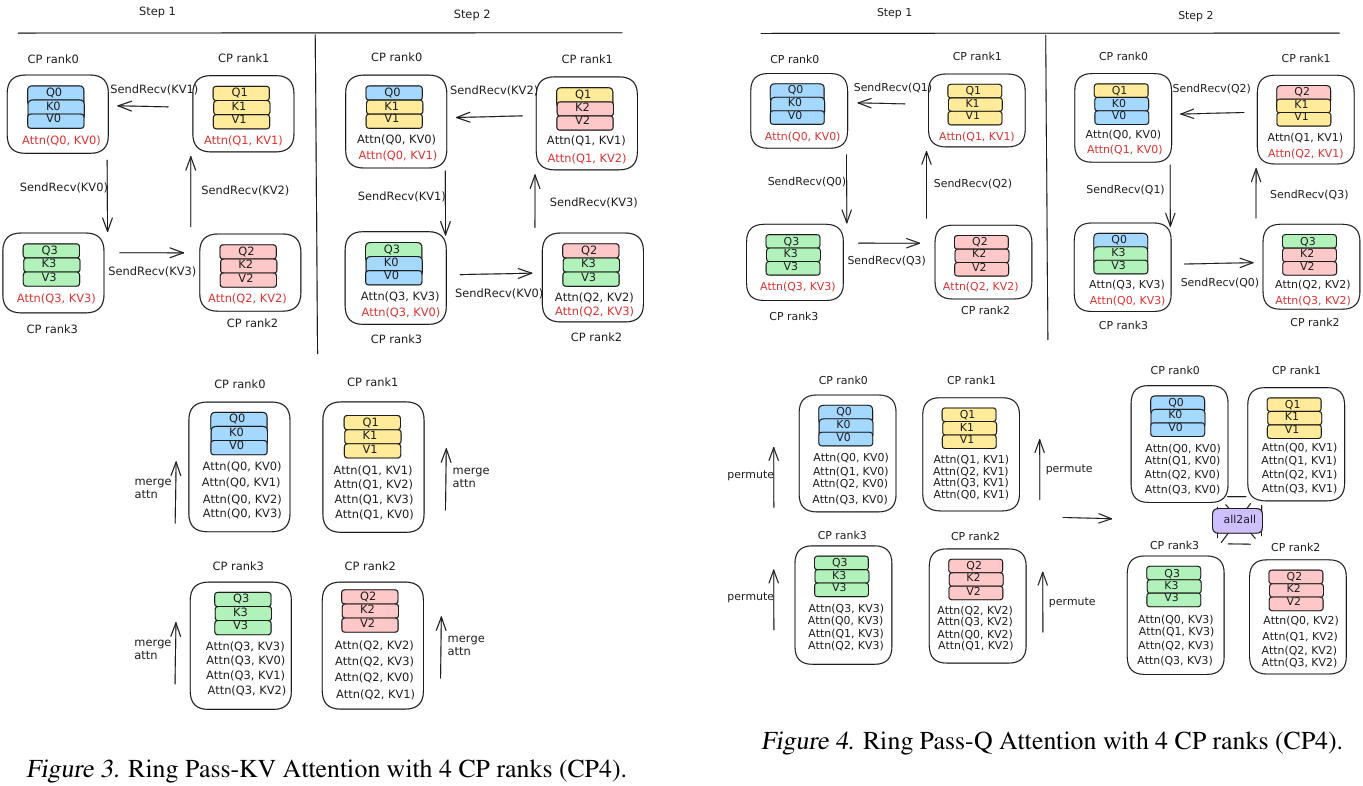 Step 1
Step 2
CP rank0
CP rank1
CP rank0
CP rank1
Q0
K0
V0
Attn(Q0, KV0)
SendRecv(KV1)
Q1
K1
V1
Attn(Q1, KV1)
Q0
K1
V1
Attn(Q0, KV0)
Attn(Q0, KV1)
SendRecv(KV2)
Q1
K2
V2
Attn(Q1, KV1)
Attn(Q1, KV2)
SendRecv(KV0)
SendRecv(KV2)
SendRecv(KV1)
SendRecv(KV3)
Q3
K3
V3
Attn(Q3, KV3)
SendRecv(KV3)
Q2
K2
V2
Attn(Q2, KV2)
Q3
K0
V0
Attn(Q3, KV3)
Attn(Q3, KV0)
SendRecv(KV0)
Q2
K3
V3
Attn(Q2, KV2)
Attn(Q2, KV3)
CP rank3
CP rank2
CP rank3
CP rank2
CP rank0
CP rank1
Q0
K0
V0
Attn(Q0, KV0)
Attn(Q0, KV1)
Attn(Q0, KV2)
Attn(Q0, KV3)
merge
attn
Q1
K1
V1
Attn(Q1, KV1)
Attn(Q1, KV2)
Attn(Q1, KV3)
Attn(Q1, KV0)
merge
attn
CP rank3
CP rank2
Q3
K3
V3
Attn(Q3, KV3)
Attn(Q3, KV0)
Attn(Q3, KV1)
Attn(Q3, KV2)
merge
attn
Q2
K2
V2
Attn(Q2, KV2)
Attn(Q2, KV3)
Attn(Q2, KV0)
Attn(Q2, KV1)
merge
attn
Figure 3. Ring Pass-KV Attention with 4 CP ranks (CP4).
Step 1
Step 2
CP rank0
CP rank1
CP rank0
CP rank1
Q0
K0
V0
Attn(Q0, KV0)
SendRecv(Q1)
Q1
K1
V1
Attn(Q1, KV1)
Q1
K0
V0
Attn(Q0, KV0)
Attn(Q1, KV0)
SendRecv(Q2)
Q2
K1
V1
Attn(Q1, KV1)
Attn(Q2, KV1)
SendRecv(Q0)
SendRecv(Q2)
SendRecv(Q1)
SendRecv(Q3)
Q3
K3
V3
Attn(Q3, KV3)
SendRecv(Q3)
Q2
K2
V2
Attn(Q2, KV2)
Q0
K3
V3
Attn(Q3, KV3)
Attn(Q0, KV3)
SendRecv(Q0)
Q3
K2
V2
Attn(Q2, KV2)
Attn(Q3, KV2)
CP rank3
CP rank2
CP rank3
CP rank2
CP rank0
CP rank1
Q0
K0
V0
Attn(Q0, KV0)
Attn(Q1, KV0)
Attn(Q2, KV0)
Attn(Q3, KV0)
permute
Q1
K1
V1
Attn(Q1, KV1)
Attn(Q2, KV1)
Attn(Q3, KV1)
Attn(Q0, KV1)
permute
CP rank3
CP rank2
Q3
K3
V3
Attn(Q3, KV3)
Attn(Q0, KV3)
Attn(Q1, KV3)
Attn(Q2, KV3)
permute
Q2
K2
V2
Attn(Q2, KV2)
Attn(Q3, KV2)
Attn(Q0, KV2)
Attn(Q1, KV2)
permute
CP rank0
CP rank1
Q0
K0
V0
Attn(Q0, KV0)
Attn(Q1, KV0)
Attn(Q2, KV0)
Attn(Q3, KV0)
Q1
K1
V1
Attn(Q0, KV1)
Attn(Q1, KV1)
Attn(Q2, KV1)
Attn(Q3, KV1)
all2all
CP rank3
CP rank2
Q3
K3
V3
Attn(Q0, KV3)
Attn(Q1, KV3)
Attn(Q2, KV3)
Attn(Q3, KV3)
Q2
K2
V2
Attn(Q0, KV2)
Attn(Q1, KV2)
Attn(Q2, KV2)
Attn(Q3, KV2)
Figure 4. Ring Pass-Q Attention with 4 CP ranks (CP4).